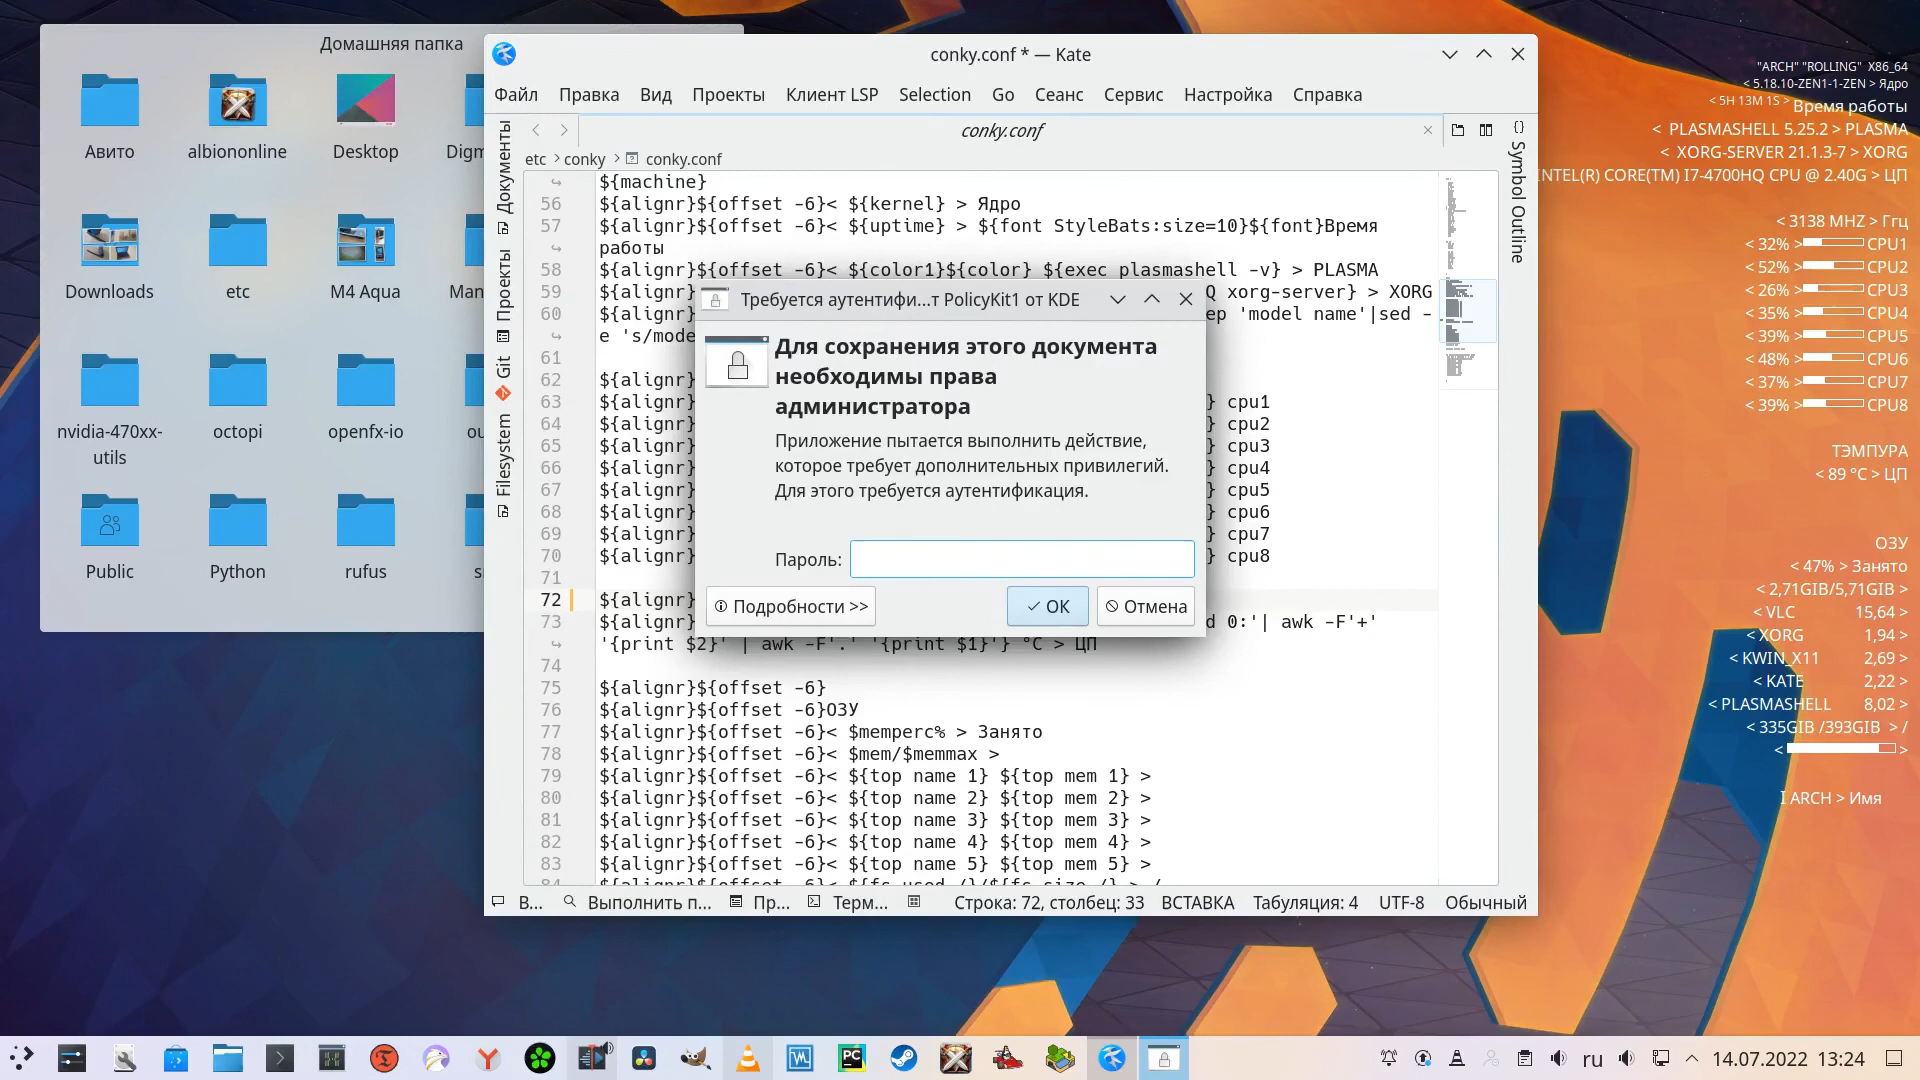 Домашняя папка
Авито
albiononline
Desktop
Downloads
etc
M4 Aqua
nvidia-470xx-
utils
octopi
openfx-io
Public
Python
rufus
conky.conf * — Kate
Файл Правка Вид Проекты Клиент LSP Selection Go Сеанс Сервис Настройка Справка
conky.conf
etc > conky > conky.conf
Документы
Проекты
Git
Filesystem
Symbol Outline
${machine}
56 ${alignr}${offset -6}< ${kernel} > Ядро
57 ${alignr}${offset -6}< ${uptime} > ${font StyleBats:size=10}${font}Время
работы
58 ${alignr}${offset -6}< ${color1}${color} ${exec plasmashell -v} > PLASMA
59 ${alignr} Q xorg-server} > XORG
60 ${alignr} ep 'model name'|sed -
e 's/mode
61
62 ${alignr}
63 ${alignr} } cpu1
64 ${alignr} } cpu2
65 ${alignr} } cpu3
66 ${alignr} } cpu4
67 ${alignr} } cpu5
68 ${alignr} } cpu6
69 ${alignr} } cpu7
70 ${alignr} } cpu8
71
72 ${alignr}
73 ${alignr} d 0:'| awk -F'+'
'{print $2}' | awk -F'.' '{print $1}'} °C > ЦП
74
75 ${alignr}${offset -6}
76 ${alignr}${offset -6}ОЗУ
77 ${alignr}${offset -6}< $memperc% > Занято
78 ${alignr}${offset -6}< $mem/$memmax >
79 ${alignr}${offset -6}< ${top name 1} ${top mem 1} >
80 ${alignr}${offset -6}< ${top name 2} ${top mem 2} >
81 ${alignr}${offset -6}< ${top name 3} ${top mem 3} >
82 ${alignr}${offset -6}< ${top name 4} ${top mem 4} >
83 ${alignr}${offset -6}< ${top name 5} ${top mem 5} >
Требуется аутентифи...т PolicyKit1 от KDE
Для сохранения этого документа
необходимы права
администратора
Приложение пытается выполнить действие,
которое требует дополнительных привилегий.
Для этого требуется аутентификация.
Пароль:
Подробности >>
ОК
Отмена
В... Выполнить п... Пр... Терм... Строка: 72, столбец: 33 ВСТАВКА Табуляция: 4 UTF-8 Обычный
"ARCH" "ROLLING" X86_64
< 5.18.10-ZEN1-1-ZEN > Ядро
< 5H 13M 1S > Время работы
< PLASMASHELL 5.25.2 > PLASMA
< XORG-SERVER 21.1.3-7 > XORG
INTEL(R) CORE(TM) I7-4700HQ CPU @ 2.40G > ЦП
< 3138 MHZ > Ггц
< 32% > CPU1
< 52% > CPU2
< 26% > CPU3
< 35% > CPU4
< 39% > CPU5
< 48% > CPU6
< 37% > CPU7
< 39% > CPU8
ТЭМПУРА
< 89 °C > ЦП
ОЗУ
< 47% > Занято
< 2,71GIB/5,71GIB >
< VLC 15,64 >
< XORG 1,94 >
< KWIN_X11 2,69 >
< KATE 2,22 >
< PLASMASHELL 8,02 >
< 335GIB /393GIB > /
< >
I ARCH > Имя
ru
14.07.2022 13:24